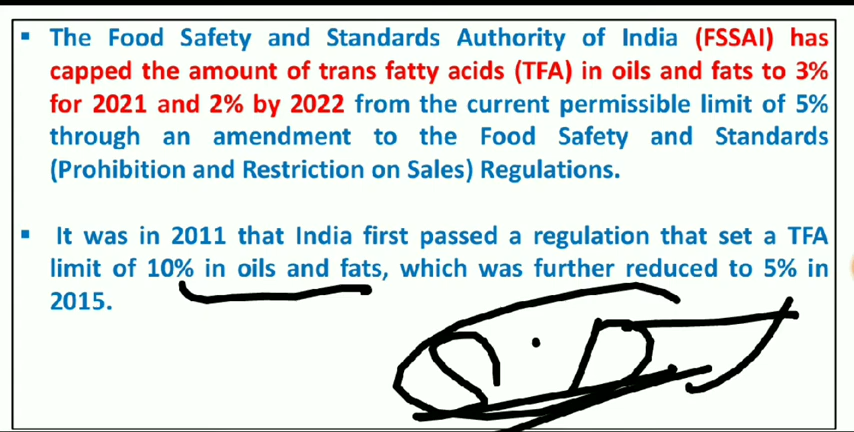 ▪ The Food Safety and Standards Authority of India (FSSAI) has
capped the amount of trans fatty acids (TFA) in oils and fats to 3%
for 2021 and 2% by 2022 from the current permissible limit of 5%
through an amendment to the Food Safety and Standards
(Prohibition and Restriction on Sales) Regulations.
▪ It was in 2011 that India first passed a regulation that set a TFA
limit of 10% in oils and fats, which was further reduced to 5% in
2015.